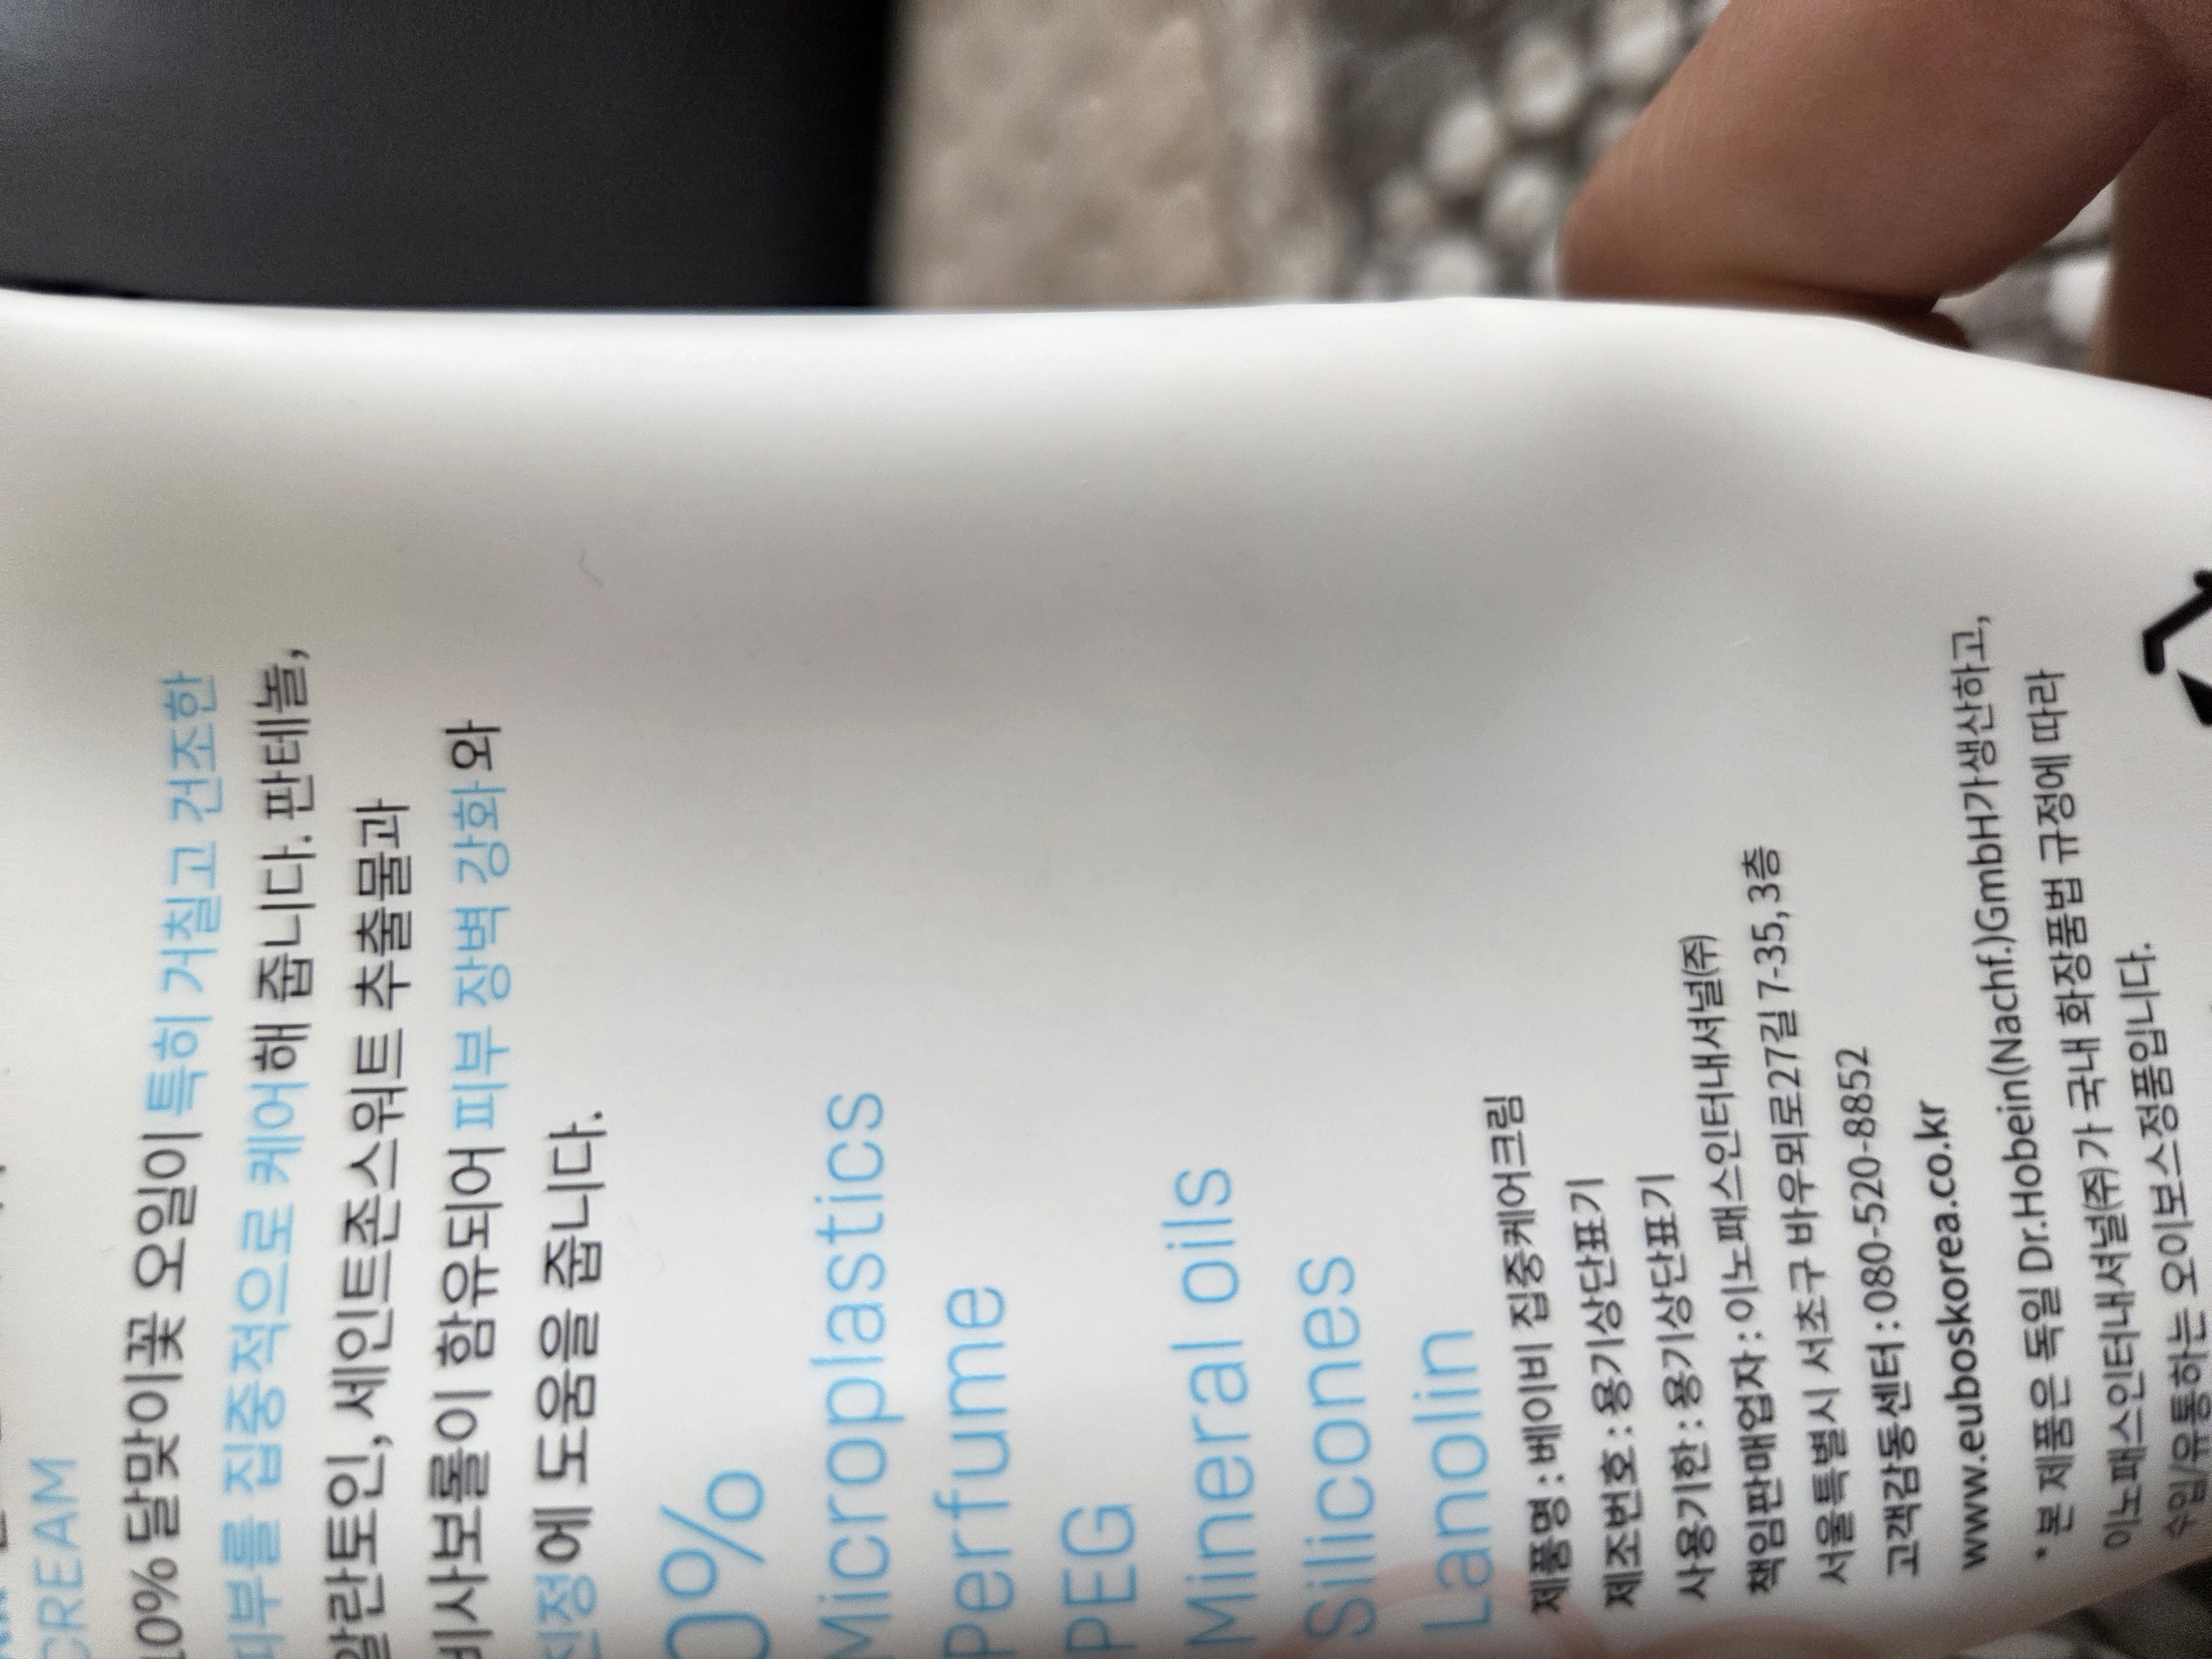 CREAM
10% 달맞이꽃 오일이 특히 거칠고 건조한
피부를 집중적으로 케어해 줍니다. 판테놀,
알란토인, 세인트존스워트 추출물과
비사보롤이 함유되어 피부 장벽 강화와
진정에 도움을 줍니다.
0%
Microplastics
Perfume
PEG
Mineral oils
Silicones
Lanolin
제품명 : 베이비 집중케어크림
제조번호 : 용기상단표기
사용기한 : 용기상단표기
책임판매업자 : 이노패스인터내셔널(주)
서울특별시 서초구 바우뫼로27길 7-35, 3층
고객감동센터 : 080-520-8852
www.euboskorea.co.kr
* 본 제품은 독일 Dr.Hobein(Nachf.)GmbH가생산하고,
이노패스인터내셔널(주)가 국내 화장품법 규정에 따라
수입/유통하는 오이보스정품입니다.